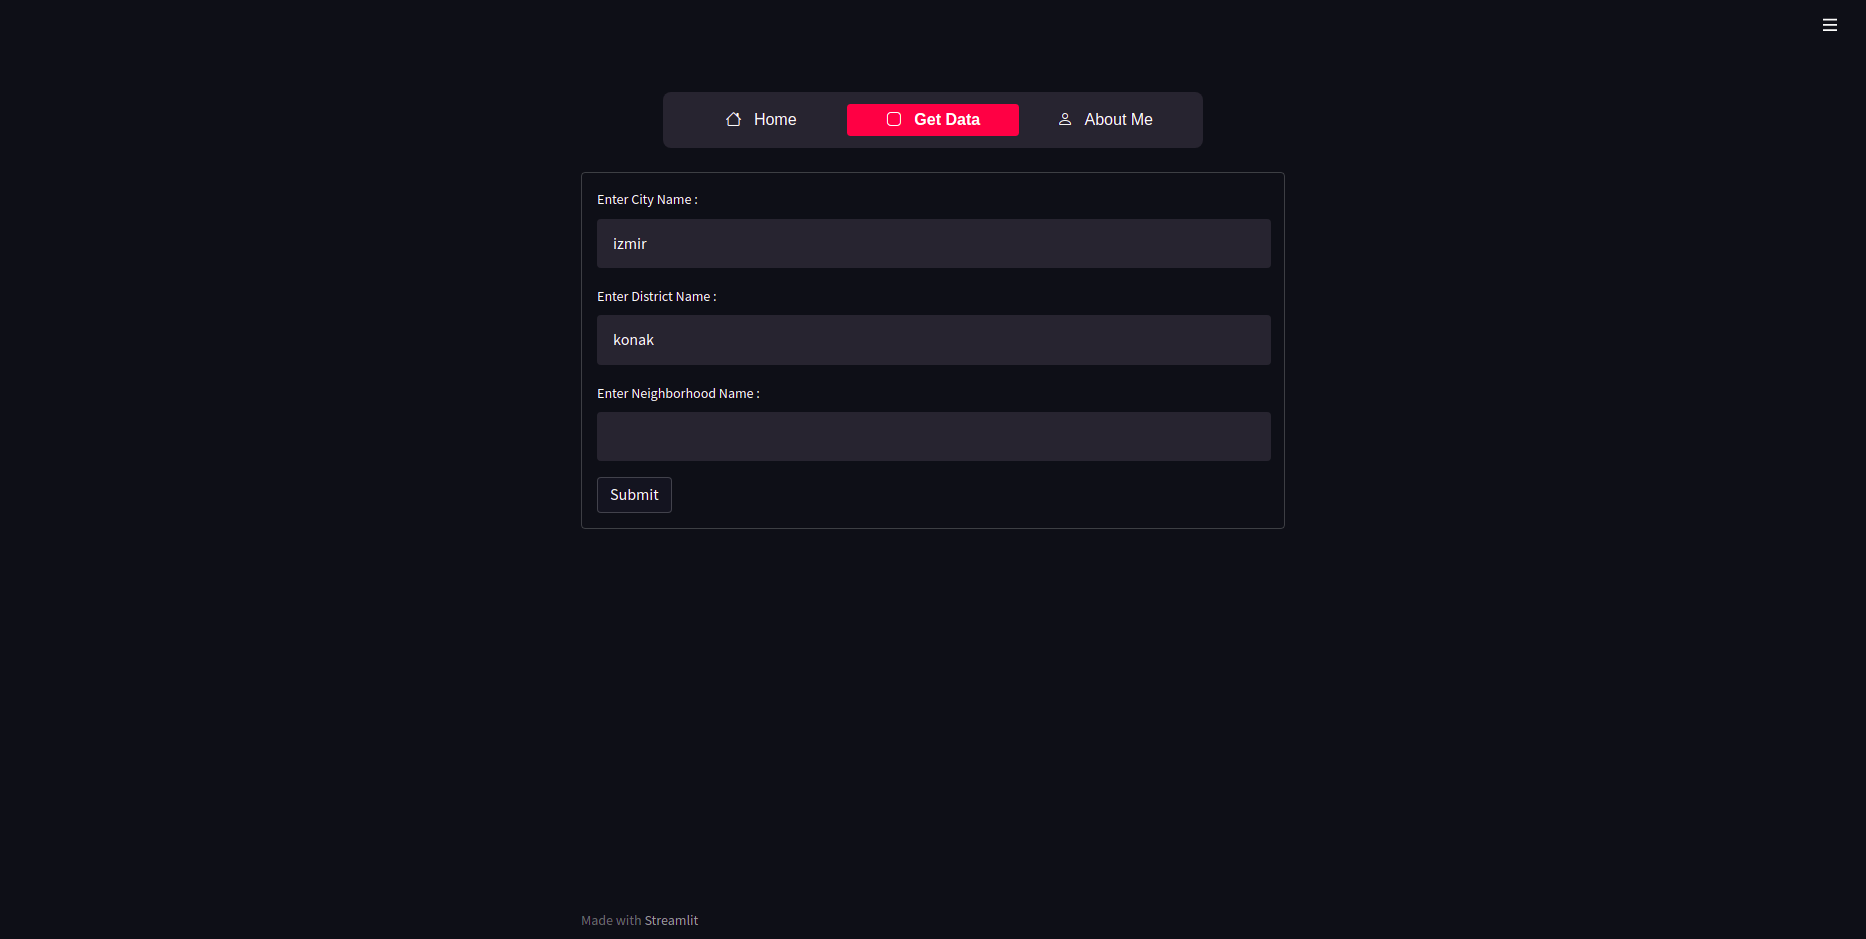 Home Get Data About Me
Enter City Name :
izmir
Enter District Name :
konak
Enter Neighborhood Name :
Submit
Made with Streamlit